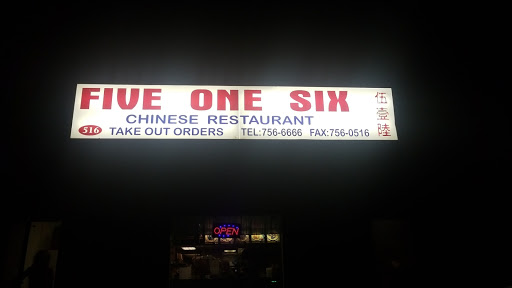 FIVE ONE SIX
CHINESE RESTAURANT
516 TAKE OUT ORDERS TEL:756-6666 FAX:756-0516
伍壹陸
OPEN